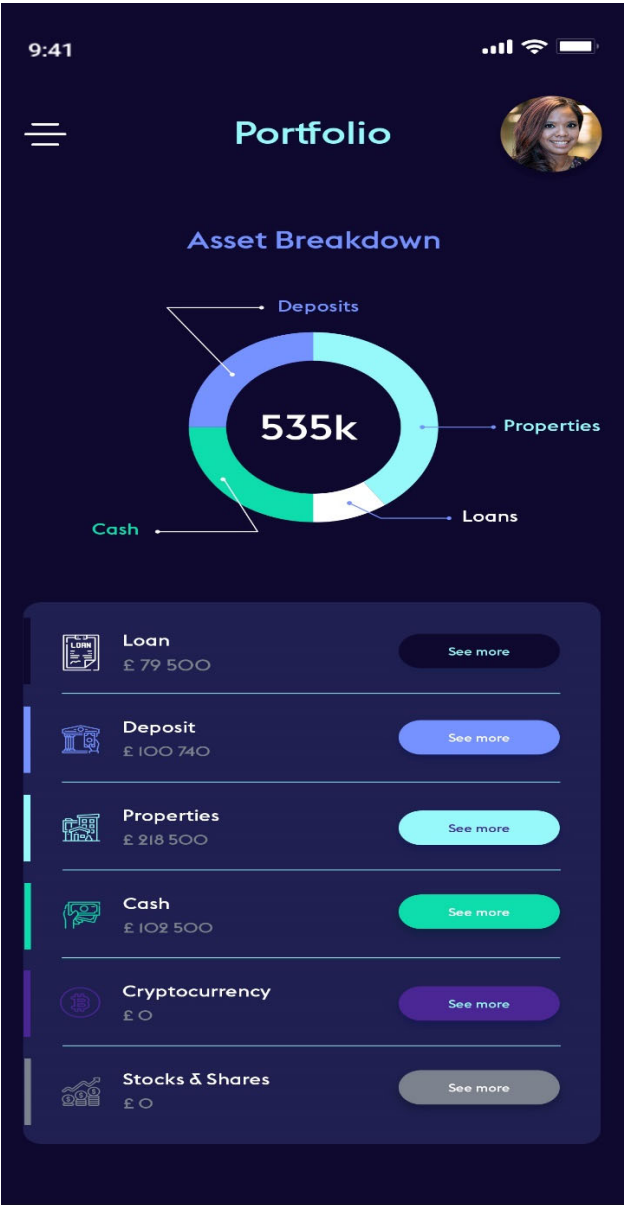 9:41
Portfolio
Asset Breakdown
Deposits
535k
Properties
Loans
Cash
LOAN
Loan
£ 79 500
See more
Deposit
£ 100 740
See more
Properties
£ 218 500
See more
Cash
£ 102 500
See more
Cryptocurrency
£ 0
See more
Stocks & Shares
£ 0
See more